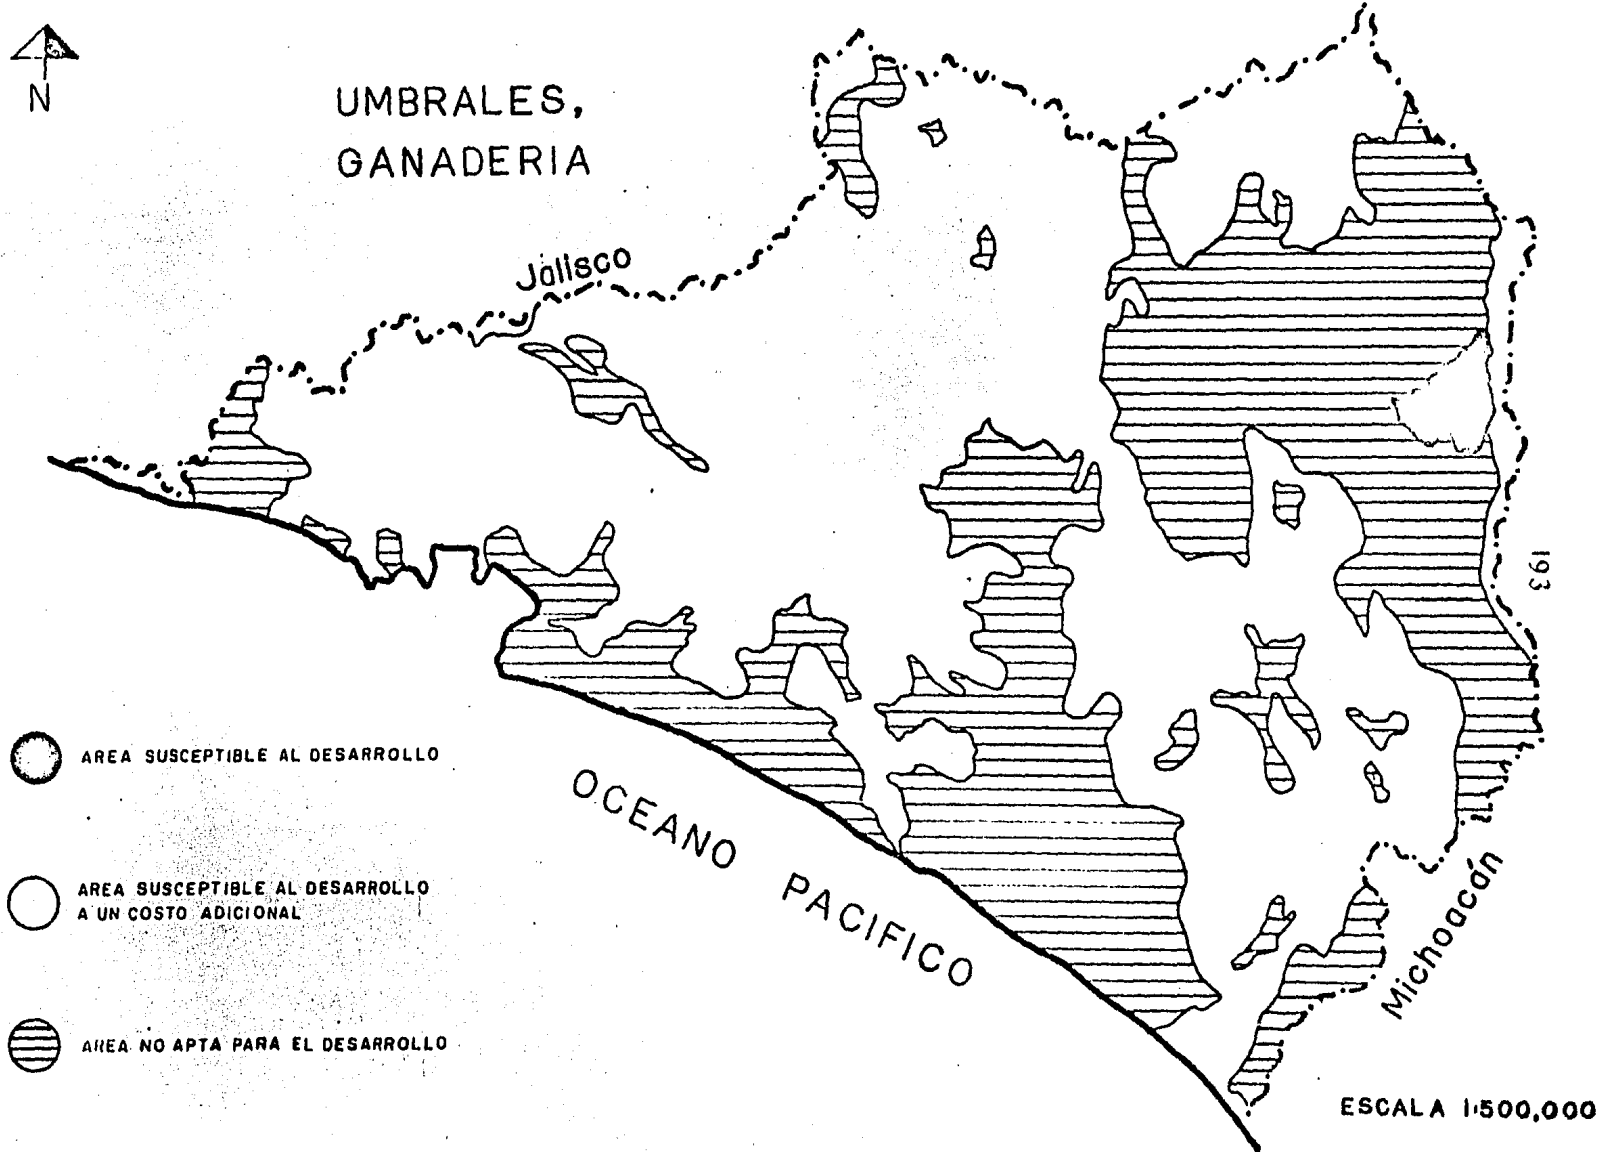 N
UMBRALES,
GANADERIA
Jalisco
193
AREA SUSCEPTIBLE AL DESARROLLO
OCEANO PACIFICO
AREA SUSCEPTIBLE AL DESARROLLO
A UN COSTO ADICIONAL
Michoacán
AREA NO APTA PARA EL DESARROLLO
ESCALA 1:500,000